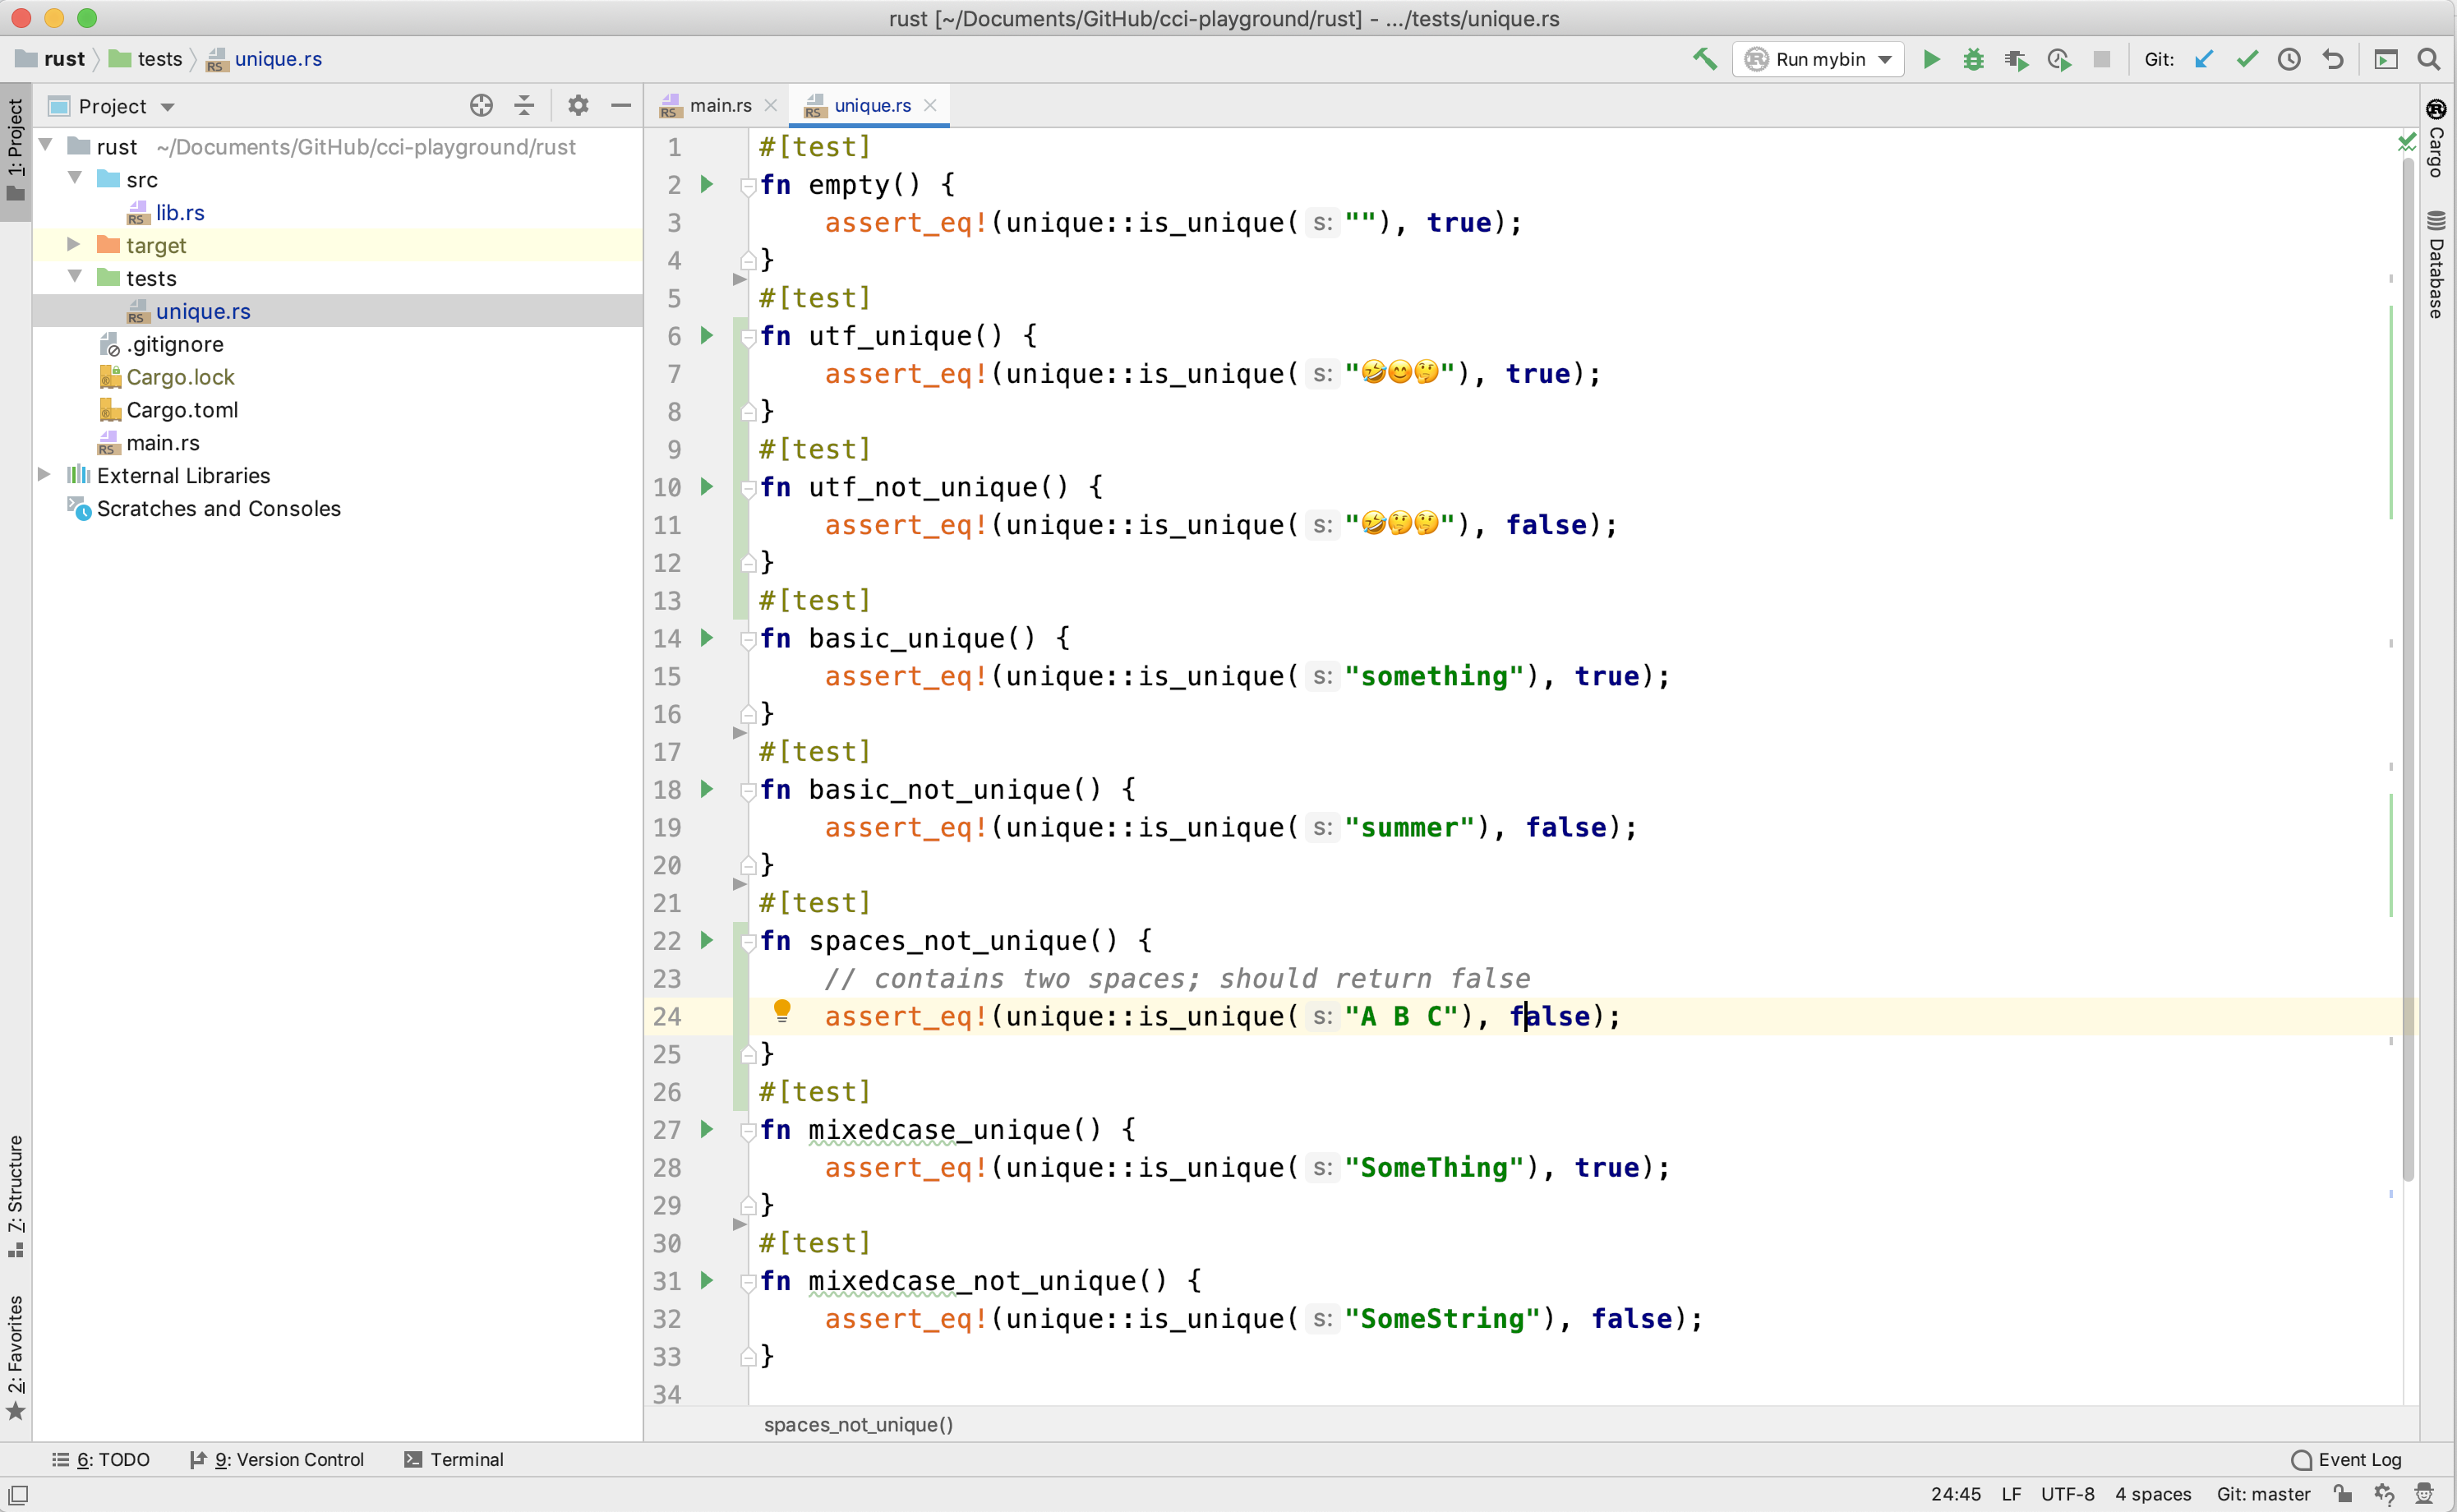 rust [~/Documents/GitHub/cci-playground/rust] - .../tests/unique.rs
rust tests unique.rs Run mybin Git:
Project
main.rs unique.rs
1: Project
rust ~/Documents/GitHub/cci-playground/rust
src
lib.rs
target
tests
unique.rs
.gitignore
Cargo.lock
Cargo.toml
main.rs
External Libraries
Scratches and Consoles
7: Structure
2: Favorites
1 #[test]
2 fn empty() {
3 assert_eq!(unique::is_unique( s: ""), true);
4 }
5 #[test]
6 fn utf_unique() {
7 assert_eq!(unique::is_unique( s: "🤣😊🤔"), true);
8 }
9 #[test]
10 fn utf_not_unique() {
11 assert_eq!(unique::is_unique( s: "🤣🤔🤔"), false);
12 }
13 #[test]
14 fn basic_unique() {
15 assert_eq!(unique::is_unique( s: "something"), true);
16 }
17 #[test]
18 fn basic_not_unique() {
19 assert_eq!(unique::is_unique( s: "summer"), false);
20 }
21 #[test]
22 fn spaces_not_unique() {
23 // contains two spaces; should return false
24 assert_eq!(unique::is_unique( s: "A B C"), false);
25 }
26 #[test]
27 fn mixedcase_unique() {
28 assert_eq!(unique::is_unique( s: "SomeThing"), true);
29 }
30 #[test]
31 fn mixedcase_not_unique() {
32 assert_eq!(unique::is_unique( s: "SomeString"), false);
33 }
34
spaces_not_unique()
Cargo
Database
6: TODO 9: Version Control Terminal Event Log
24:45 LF UTF-8 4 spaces Git: master